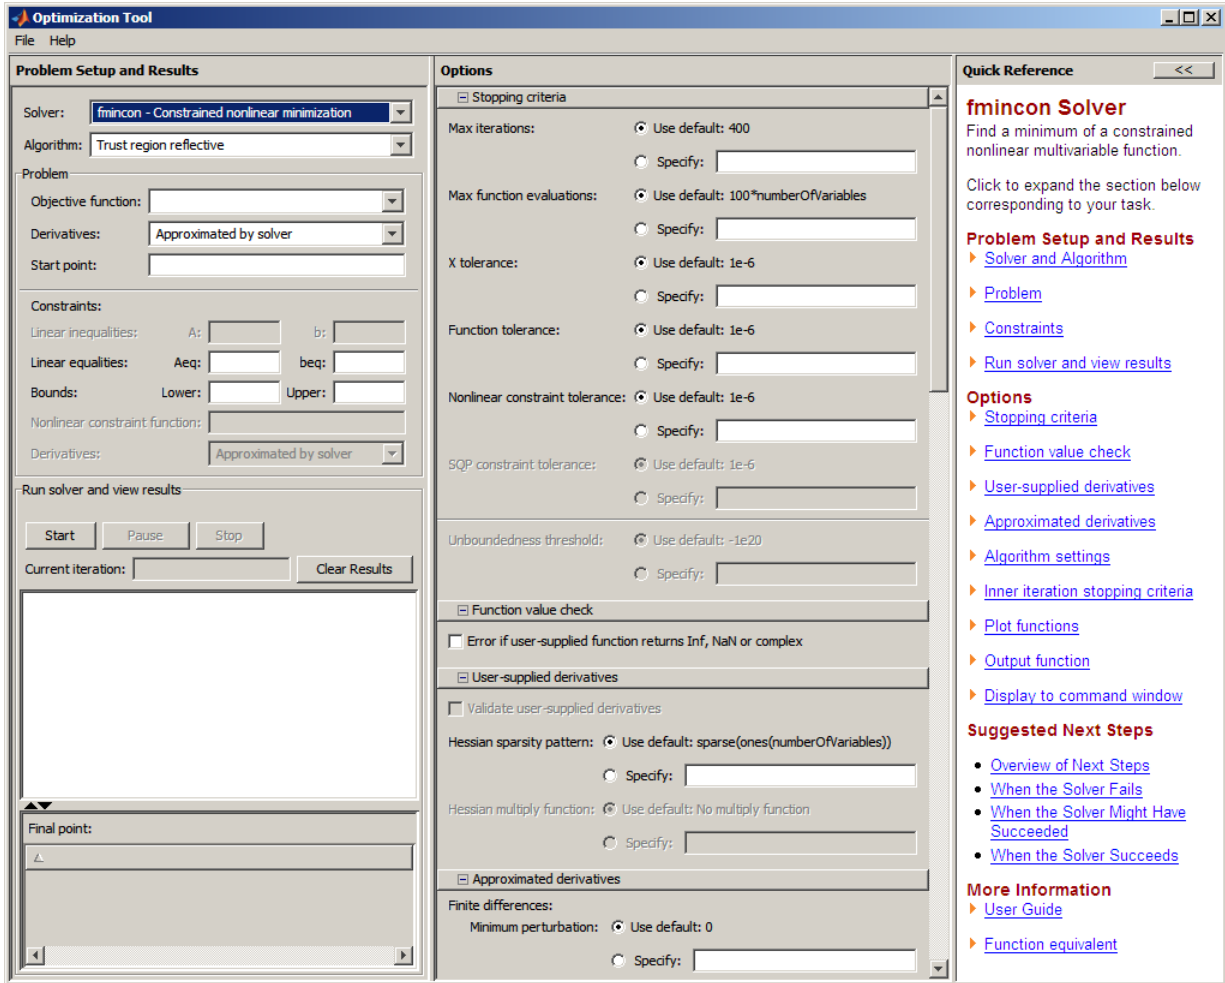 Optimization Tool
File Help
Problem Setup and Results
Solver: fmincon - Constrained nonlinear minimization
Algorithm: Trust region reflective
Problem
Objective function:
Derivatives: Approximated by solver
Start point:
Constraints:
Linear inequalities: A: b:
Linear equalities: Aeq: beq:
Bounds: Lower: Upper:
Nonlinear constraint function:
Derivatives: Approximated by solver
Run solver and view results
Start Pause Stop
Current iteration: Clear Results
Final point:
Options
Stopping criteria
Max iterations: Use default: 400
Specify:
Max function evaluations: Use default: 100*numberOfVariables
Specify:
X tolerance: Use default: 1e-6
Specify:
Function tolerance: Use default: 1e-6
Specify:
Nonlinear constraint tolerance: Use default: 1e-6
Specify:
SQP constraint tolerance: Use default: 1e-6
Specify:
Unboundedness threshold: Use default: -1e20
Specify:
Function value check
Error if user-supplied function returns Inf, NaN or complex
User-supplied derivatives
Validate user-supplied derivatives
Hessian sparsity pattern: Use default: sparse(ones(numberOfVariables))
Specify:
Hessian multiply function: Use default: No multiply function
Specify:
Approximated derivatives
Finite differences:
Minimum perturbation: Use default: 0
Specify:
Quick Reference <<
fmincon Solver
Find a minimum of a constrained
nonlinear multivariable function.
Click to expand the section below
corresponding to your task.
Problem Setup and Results
Solver and Algorithm
Problem
Constraints
Run solver and view results
Options
Stopping criteria
Function value check
User-supplied derivatives
Approximated derivatives
Algorithm settings
Inner iteration stopping criteria
Plot functions
Output function
Display to command window
Suggested Next Steps
Overview of Next Steps
When the Solver Fails
When the Solver Might Have
Succeeded
When the Solver Succeeds
More Information
User Guide
Function equivalent